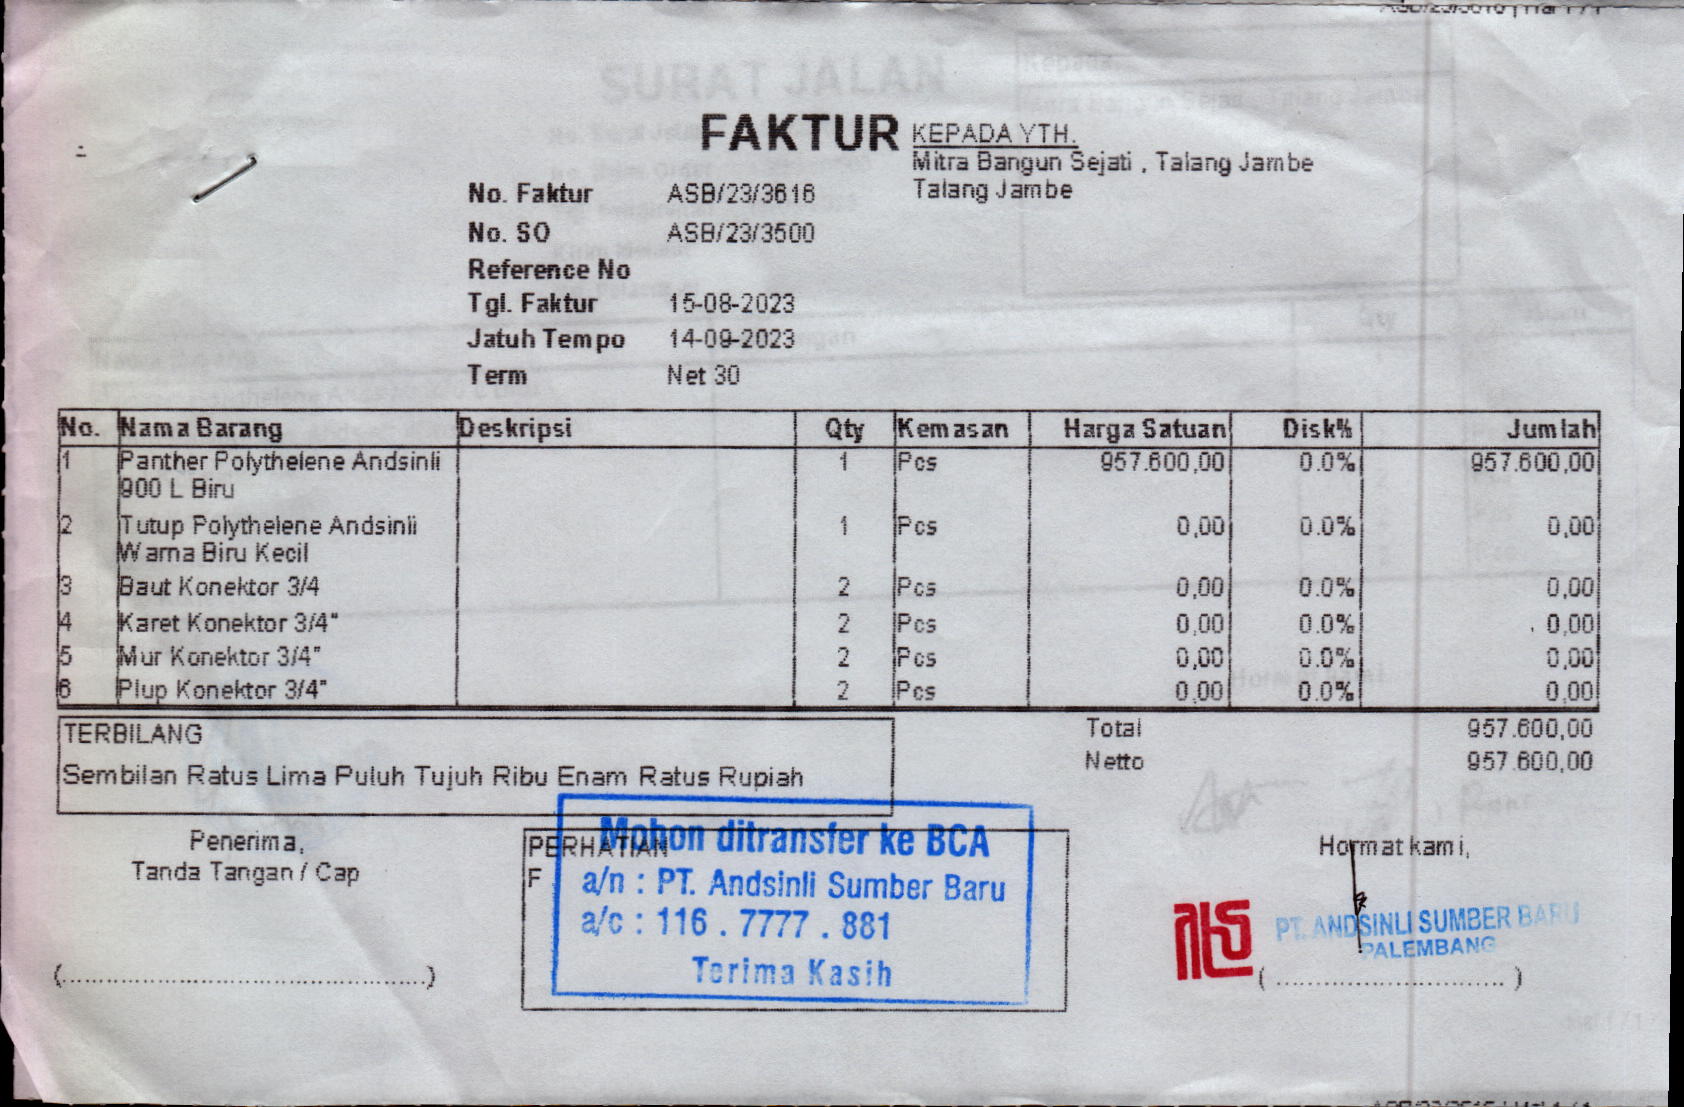 FAKTUR
KEPADA YTH.
Mitra Bangun Sejati , Talang Jambe
Talang Jambe
No. Faktur ASB/23/3616
No. SO ASB/23/3500
Reference No
Tgl. Faktur 15-08-2023
Jatuh Tempo 14-09-2023
Term Net 30
No. Nama Barang Deskripsi Qty Kemasan Harga Satuan Disk% Jumlah
1 Panther Polythelene Andsinli 1 Pcs 957.600,00 0.0% 957.600,00
900 L Biru
2 Tutup Polythelene Andsinli 1 Pcs 0,00 0.0% 0,00
Warna Biru Kecil
3 Baut Konektor 3/4 2 Pcs 0,00 0.0% 0,00
4 Karet Konektor 3/4" 2 Pcs 0,00 0.0% 0,00
5 Mur Konektor 3/4" 2 Pcs 0,00 0.0% 0,00
6 Plup Konektor 3/4" 2 Pcs 0,00 0.0% 0,00
TERBILANG
Sembilan Ratus Lima Puluh Tujuh Ribu Enam Ratus Rupiah
Total 957.600,00
Netto 957.600,00
Penerima,
Tanda Tangan / Cap
PERHATIAN
F
Mohon ditransfer ke BCA
a/n : PT. Andsinli Sumber Baru
a/c : 116 . 7777 . 881
Terima Kasih
Hormat kami,
PT. ANDSINLI SUMBER BARU
PALEMBANG
(..............................................)
( ............................. )